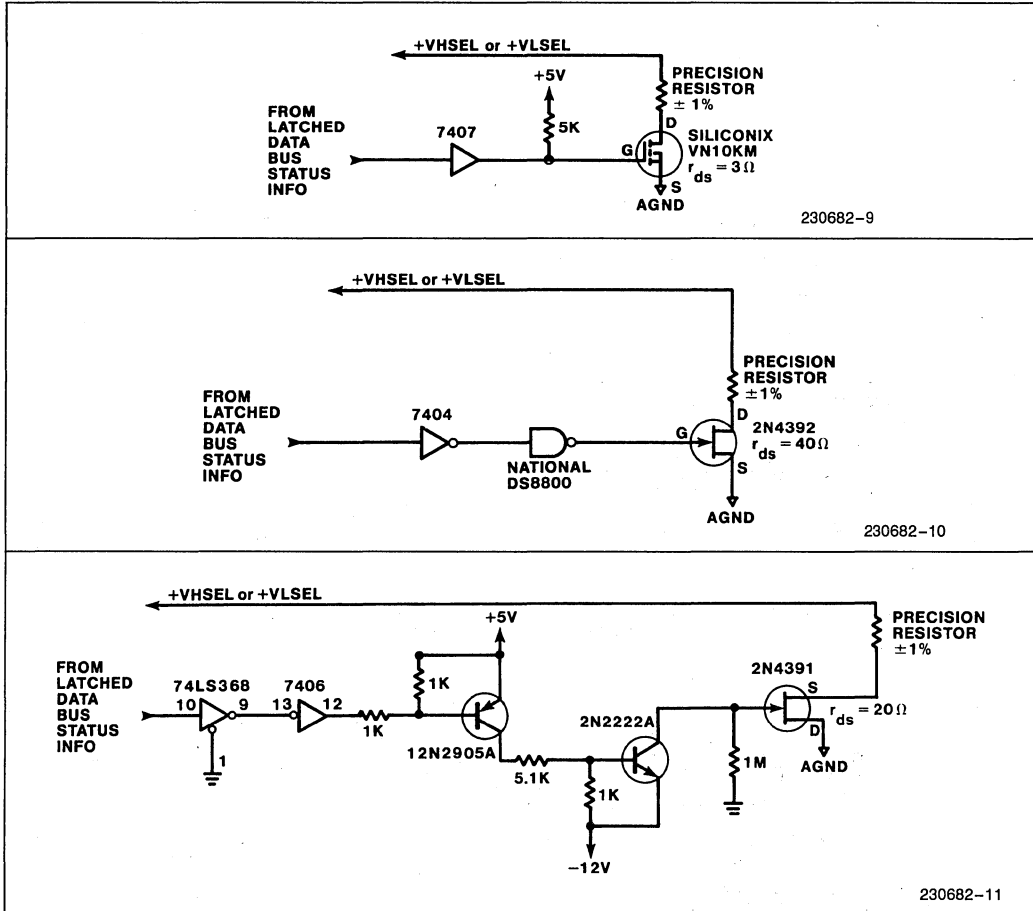 +VHSEL or +VLSEL
+5V
PRECISION
RESISTOR
± 1%
FROM
LATCHED
DATA
BUS
STATUS
INFO
7407
5K
D
G
SILICONIX
VN10KM
rds = 3Ω
S
AGND
230682-9
+VHSEL or +VLSEL
PRECISION
RESISTOR
±1%
FROM
LATCHED
DATA
BUS
STATUS
INFO
7404
NATIONAL
DS8800
D
G
2N4392
rds = 40Ω
S
AGND
230682-10
+VHSEL or +VLSEL
+5V
PRECISION
RESISTOR
±1%
FROM
LATCHED
DATA
BUS
STATUS
INFO
74LS368
10
9
1
7406
13
12
1K
1K
12N2905A
5.1K
1K
2N2222A
-12V
2N4391
S
rds = 20Ω
D
1M
AGND
230682-11